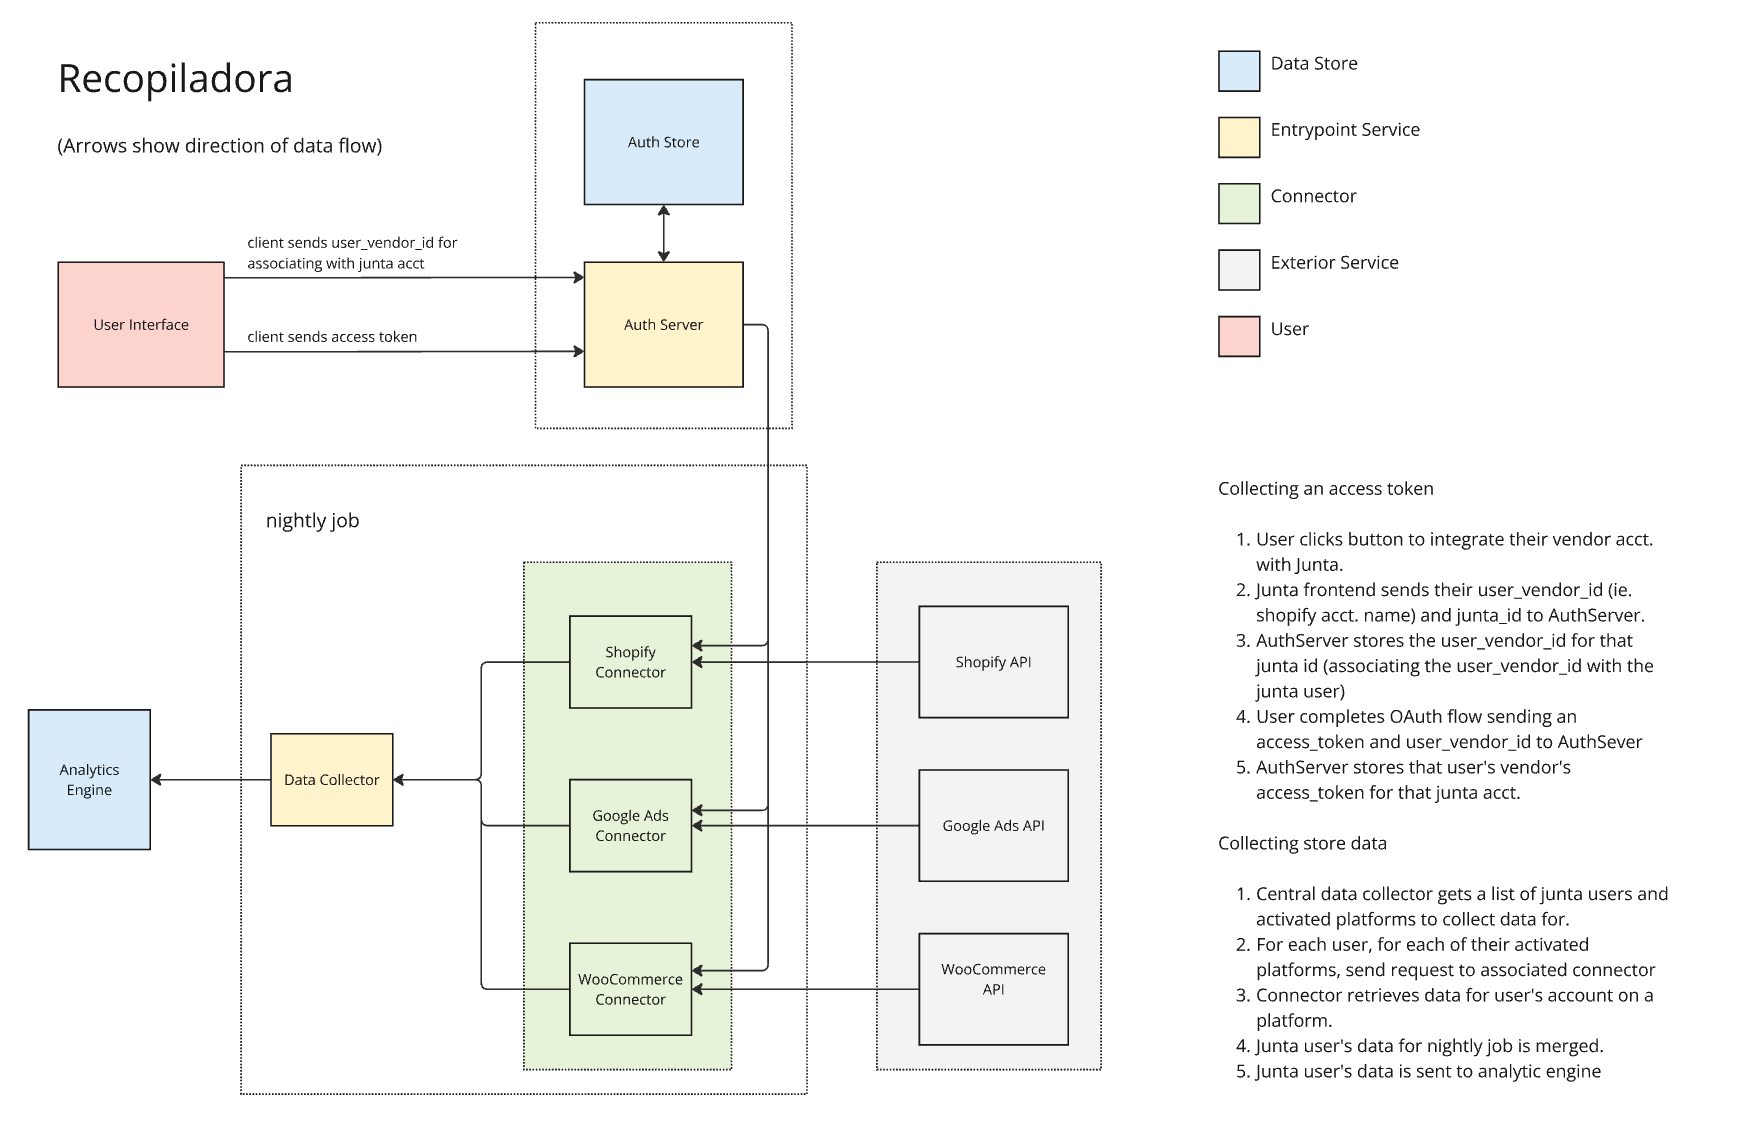 Recopiladora
(Arrows show direction of data flow)
Auth Store
client sends user_vendor_id for
associating with junta acct
User Interface
client sends access token
Auth Server
Data Store
Entrypoint Service
Connector
Exterior Service
User
nightly job
Shopify
Connector
Shopify API
Analytics
Engine
Data Collector
Google Ads
Connector
Google Ads API
WooCommerce
Connector
WooCommerce
API
Collecting an access token
1. User clicks button to integrate their vendor acct.
with Junta.
2. Junta frontend sends their user_vendor_id (ie.
shopify acct. name) and junta_id to AuthServer.
3. AuthServer stores the user_vendor_id for that
junta id (associating the user_vendor_id with the
junta user)
4. User completes OAuth flow sending an
access_token and user_vendor_id to AuthSever
5. AuthServer stores that user's vendor's
access_token for that junta acct.
Collecting store data
1. Central data collector gets a list of junta users and
activated platforms to collect data for.
2. For each user, for each of their activated
platforms, send request to associated connector
3. Connector retrieves data for user's account on a
platform.
4. Junta user's data for nightly job is merged.
5. Junta user's data is sent to analytic engine